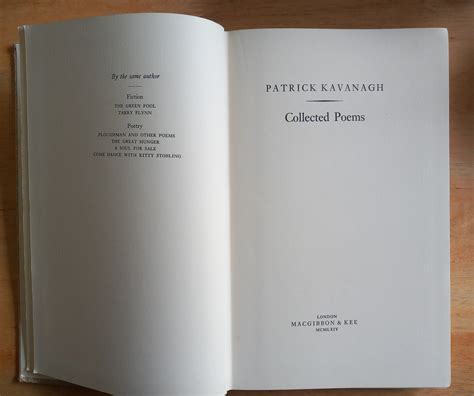 By the same author
Fiction
THE GREEN FOOL
TARRY FLYNN
Poetry
PLOUGHMAN AND OTHER POEMS
THE GREAT HUNGER
A SOUL FOR SALE
COME DANCE WITH KITTY STOBLING
PATRICK KAVANAGH
Collected Poems
LONDON
MACGIBBON & KEE
MCMLXIV